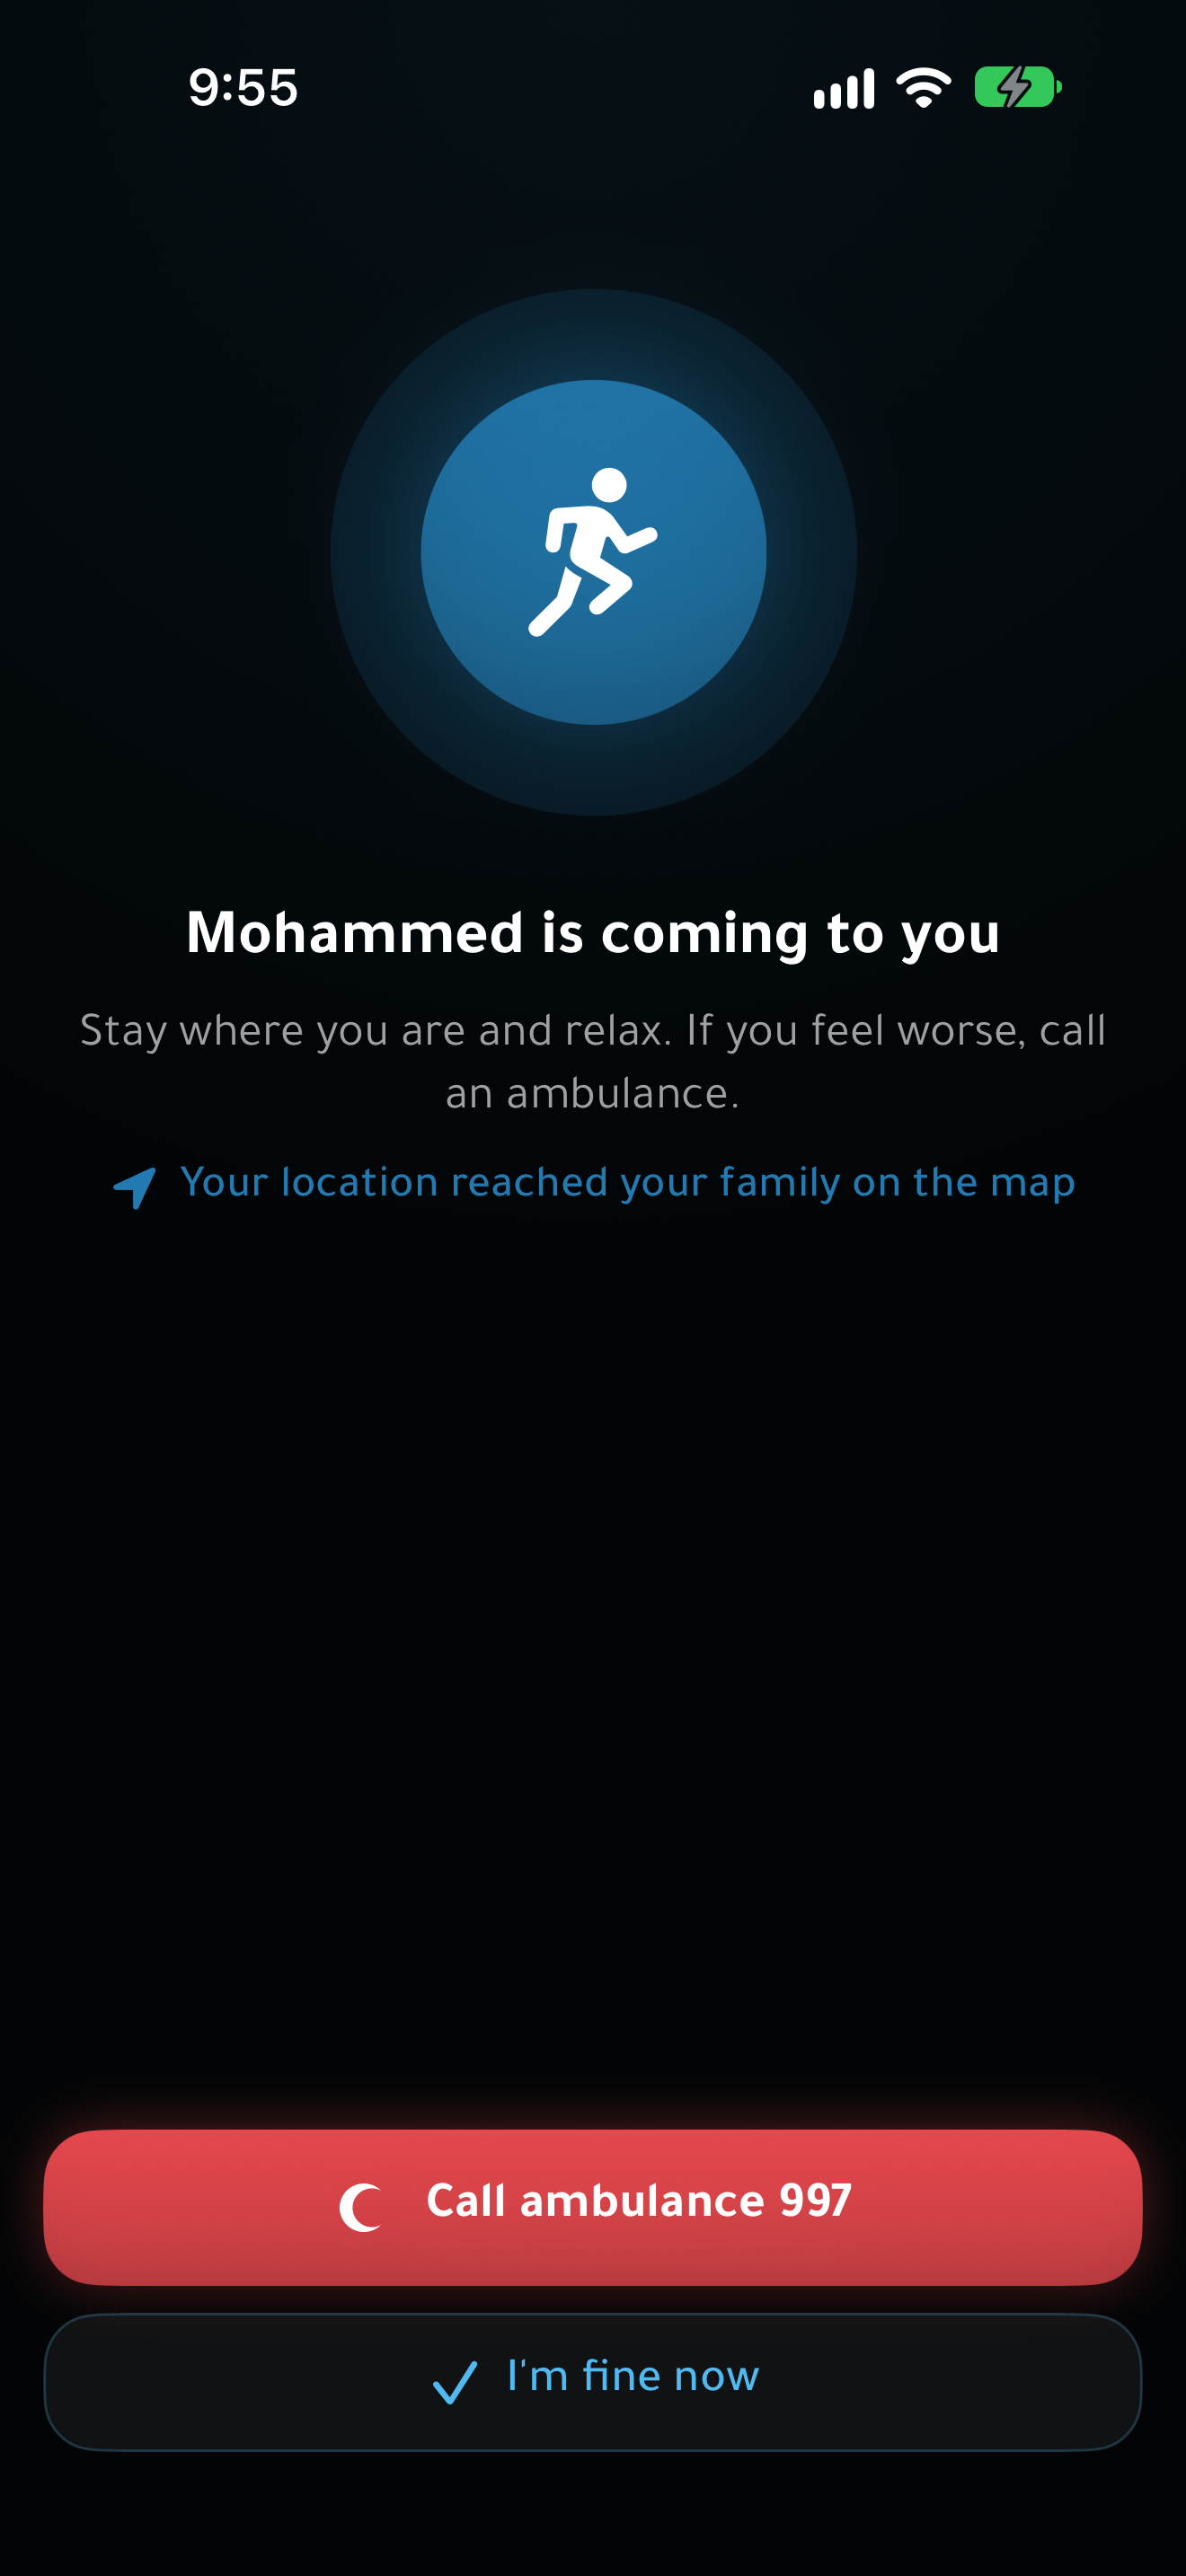 9:55
Mohammed is coming to you
Stay where you are and relax. If you feel worse, call
an ambulance.
Your location reached your family on the map
Call ambulance 997
I'm fine now